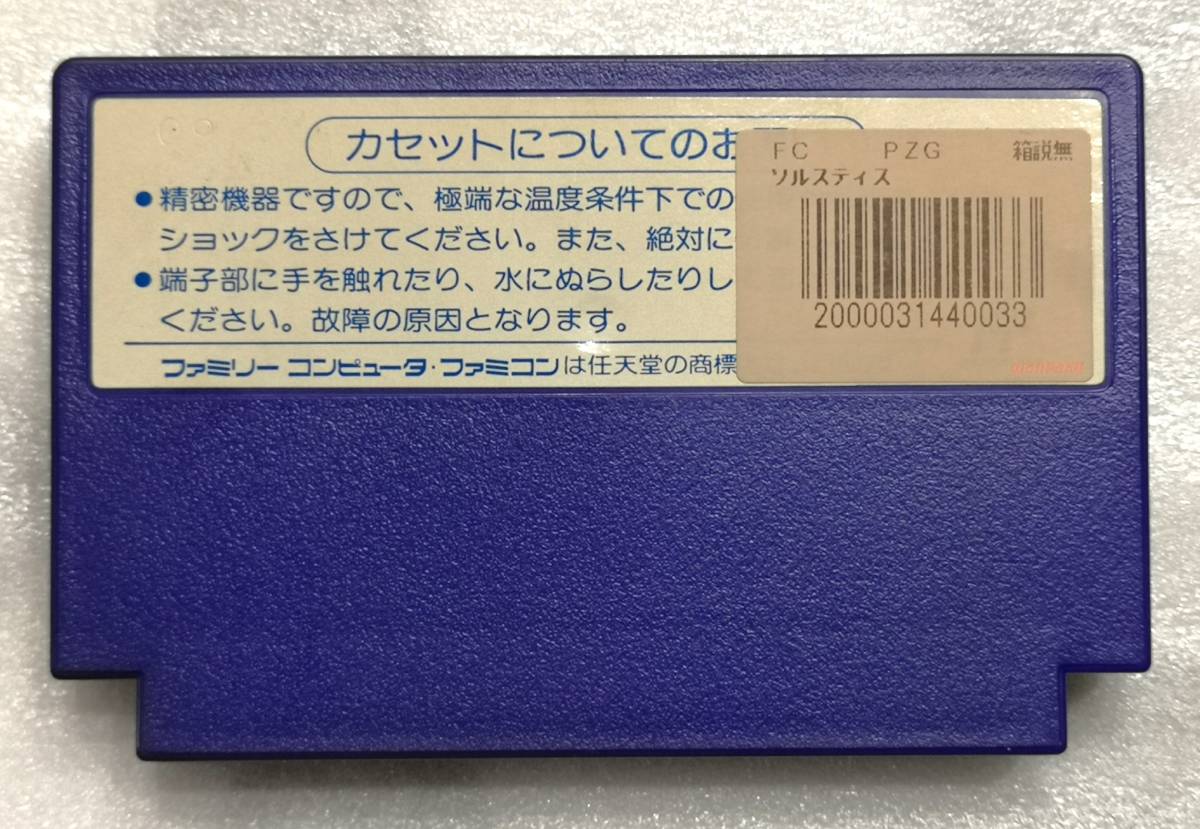 カセットについてのお
FC PZG 箱説無
ソルスティス
●精密機器ですので、極端な温度条件下での
ショックをさけてください。また、絶対に
●端子部に手を触れたり、水にぬらしたりし
ください。故障の原因となります。
2000031440033
ファミリー コンピュータ・ファミコンは任天堂の商標